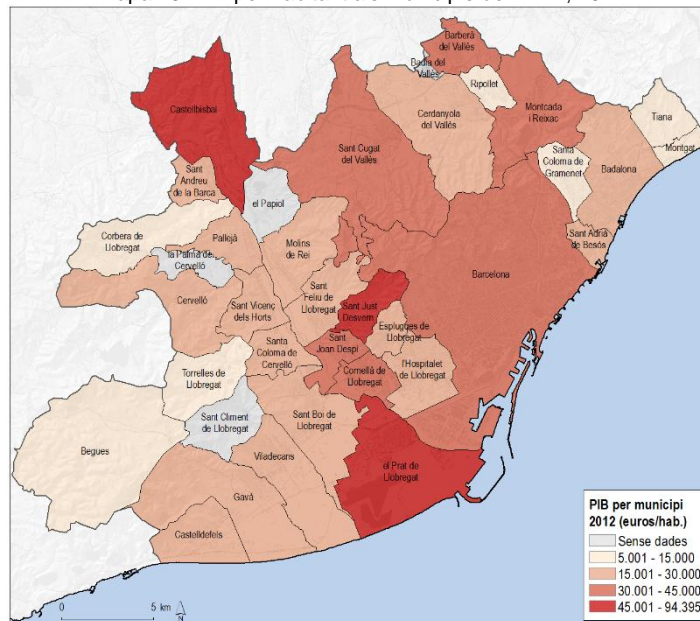 Castellbisbal
Barberà
del Vallès
Badia del
Vallès
Ripollet
Cerdanyola
del Vallès
Montcada
i Reixac
Tiana
Montgat
Sant Cugat
del Vallès
Santa
Coloma de
Gramenet
Badalona
Sant
Andreu
de la Barca
el Papiol
Corbera de
Llobregat
Pallejà
Molins
de Rei
Sant Adrià
de Besòs
la Palma de
Cervelló
Barcelona
Cervelló
Sant Vicenç
dels Horts
Sant
Feliu de
Llobregat
Sant Just
Desvern
Esplugues de
Llobregat
Santa
Coloma de
Cervelló
Sant
Joan Despí
l'Hospitalet
de Llobregat
Cornellà de
Llobregat
Torrelles de
Llobregat
Sant Climent
de Llobregat
Sant Boi de
Llobregat
Begues
Viladecans
el Prat de
Llobregat
Gavà
Castelldefels
PIB per municipi
2012 (euros/hab.)
Sense dades
5.001 - 15.000
15.001 - 30.000
30.001 - 45.000
45.001 - 94.395
0 5 km